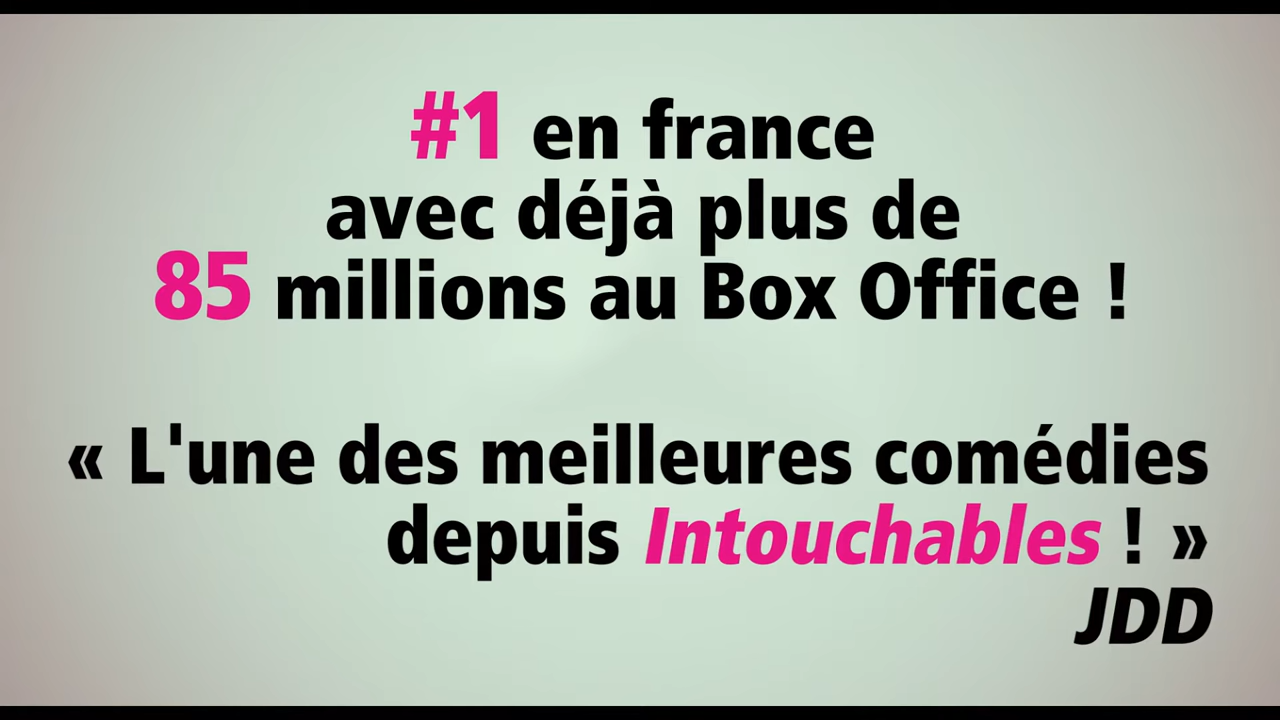 #1 en france
avec déjà plus de
85 millions au Box Office !
« L'une des meilleures comédies
depuis Intouchables ! »
JDD